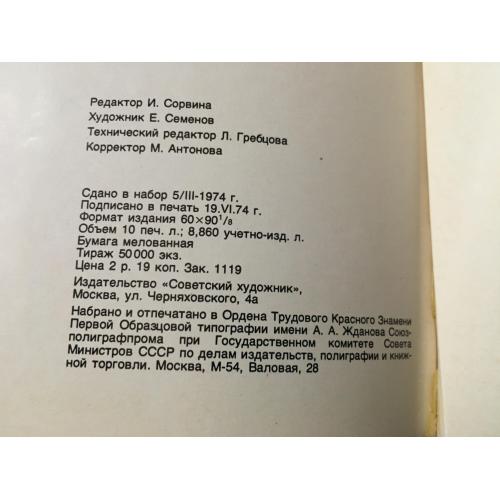 Редактор И. Сорвина
Художник Е. Семенов
Технический редактор Л. Гребцова
Корректор М. Антонова
Сдано в набор 5/III-1974 г.
Подписано в печать 19.VI.74 г.
Формат издания 60×90¹/₈
Объем 10 печ. л.; 8,860 учетно-изд. л.
Бумага мелованная
Тираж 50 000 экз.
Цена 2 р. 19 коп. Зак. 1119
Издательство «Советский художник»,
Москва, ул. Черняховского, 4а
Набрано и отпечатано в Ордена Трудового Красного Знамени
Первой Образцовой типографии имени А. А. Жданова Союз-
полиграфпрома при Государственном комитете Совета
Министров СССР по делам издательств, полиграфии и книж-
ной торговли. Москва, М-54, Валовая, 28